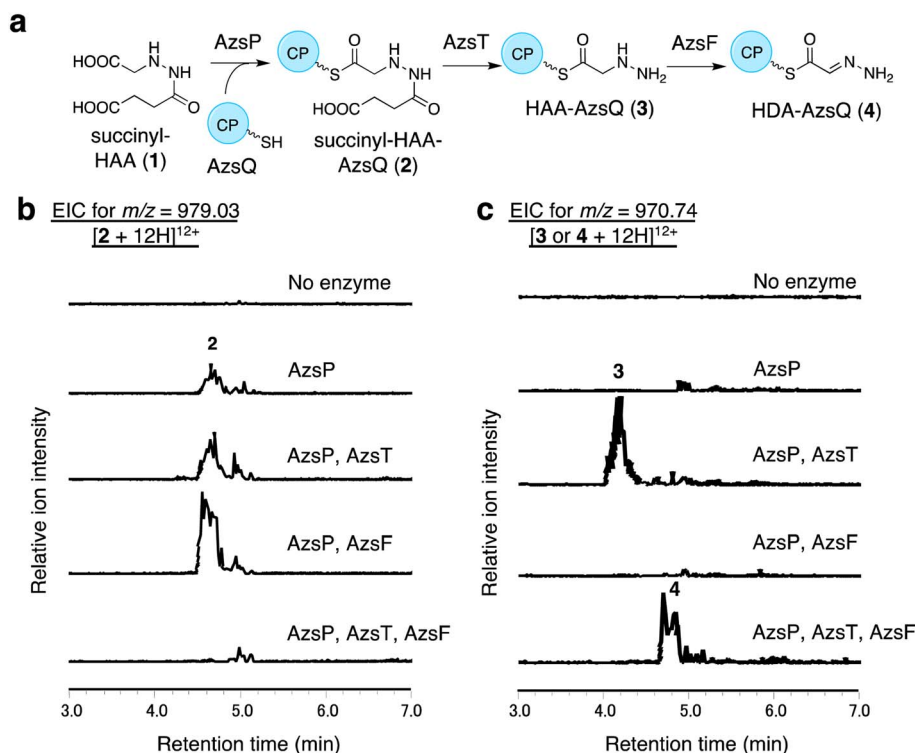 a
AzsP
AzsT
AzsF
HOOC
H
N
NH
HOOC
O
succinyl-
HAA (1)
CP
SH
AzsQ
CP
S
O
H
N
NH
HOOC
O
succinyl-HAA-
AzsQ (2)
CP
S
O
H
N
NH2
HAA-AzsQ (3)
CP
S
O
N
NH2
HDA-AzsQ (4)
b EIC for m/z = 979.03
[2 + 12H]12+
No enzyme
2
AzsP
AzsP, AzsT
AzsP, AzsF
AzsP, AzsT, AzsF
Relative ion intensity
3.0 4.0 5.0 6.0 7.0
Retention time (min)
c EIC for m/z = 970.74
[3 or 4 + 12H]12+
No enzyme
AzsP
3
AzsP, AzsT
AzsP, AzsF
4
AzsP, AzsT, AzsF
Relative ion intensity
3.0 4.0 5.0 6.0 7.0
Retention time (min)